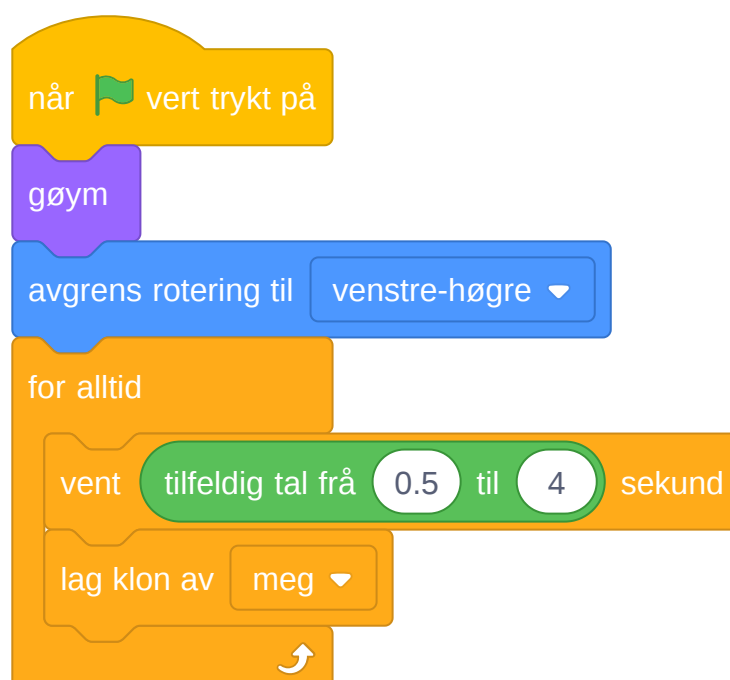 når vert trykt på
gøym
avgrens rotering til venstre-høgre
for alltid
vent tilfeldig tal frå 0.5 til 4 sekund
lag klon av meg